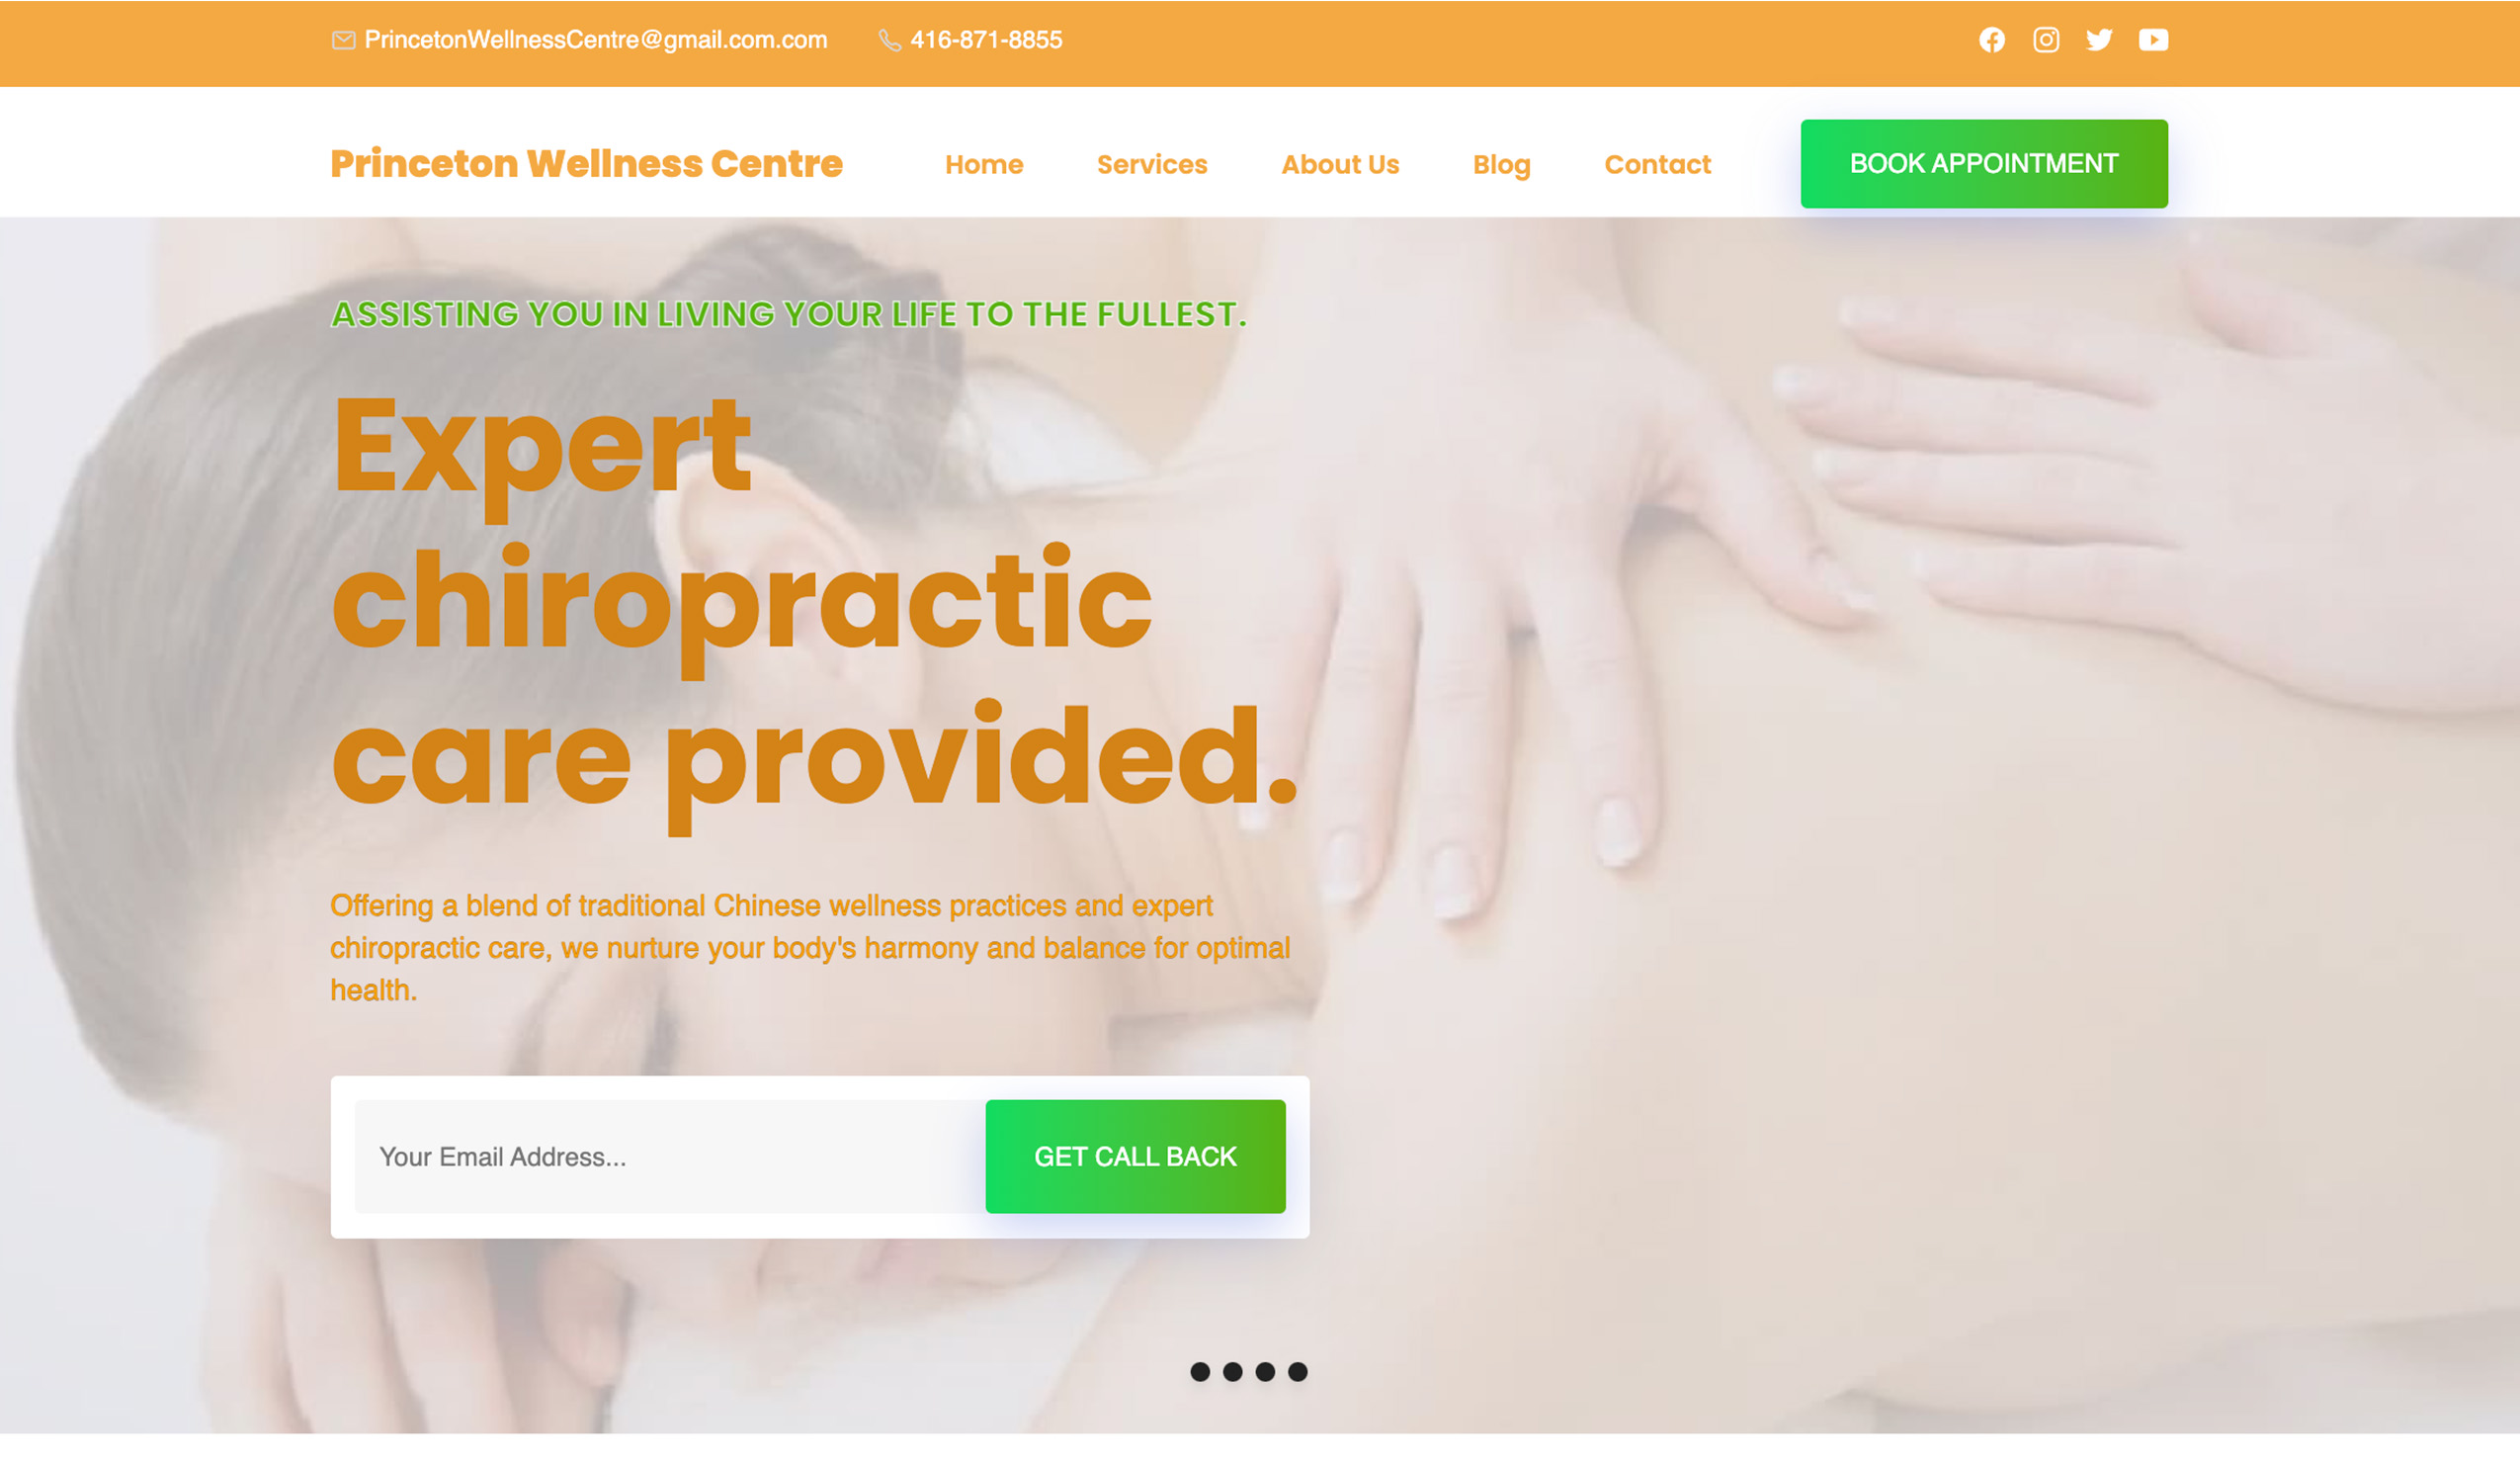 PrincetonWellnessCentre@gmail.com.com 416-871-8855
Princeton Wellness Centre Home Services About Us Blog Contact BOOK APPOINTMENT
ASSISTING YOU IN LIVING YOUR LIFE TO THE FULLEST.
Expert
chiropractic
care provided.
Offering a blend of traditional Chinese wellness practices and expert
chiropractic care, we nurture your body's harmony and balance for optimal
health.
Your Email Address... GET CALL BACK